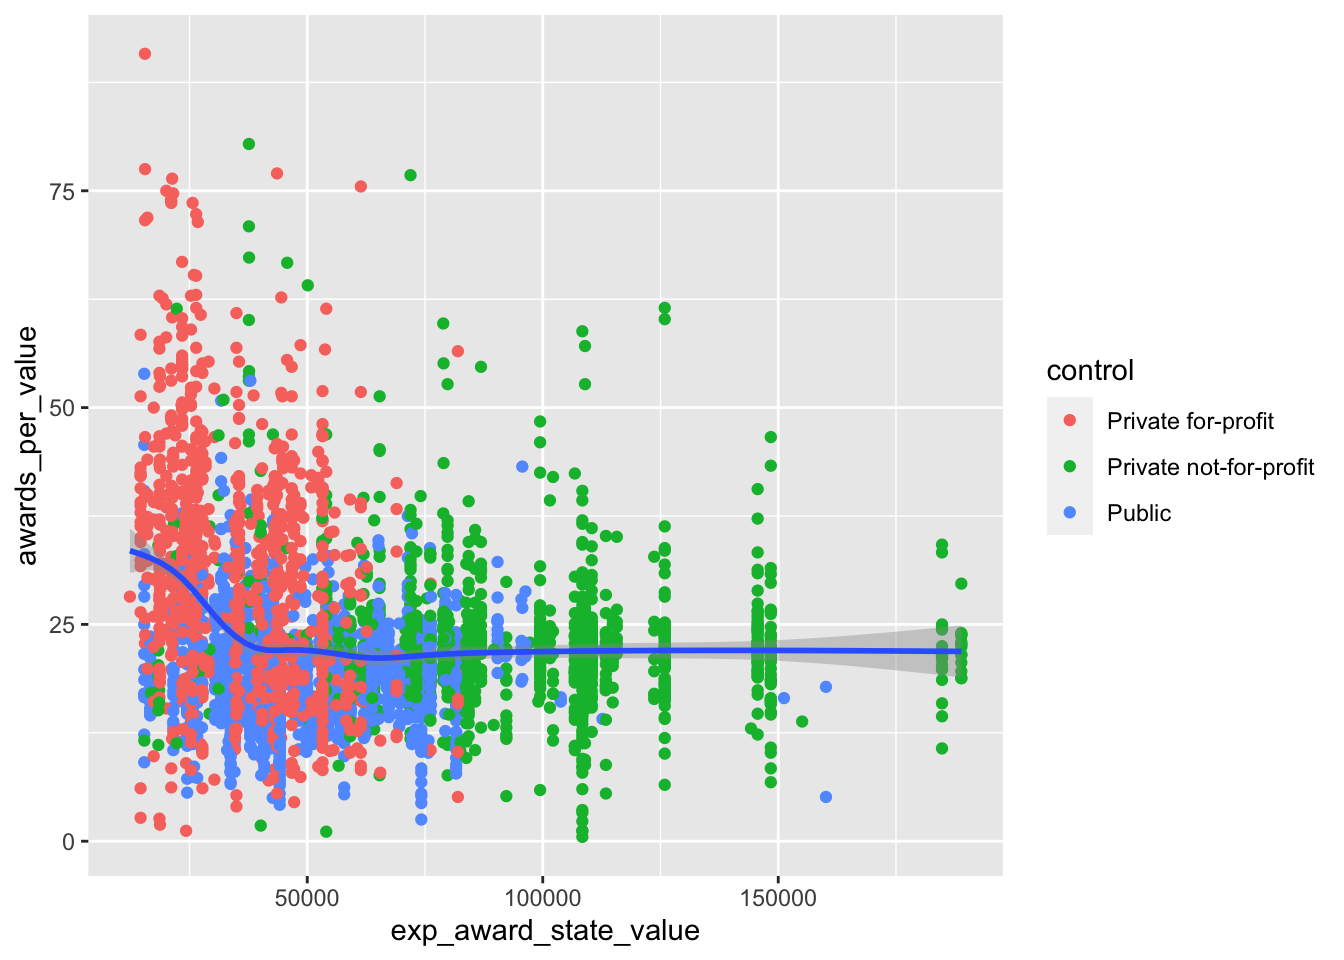 75
50
25
0
awards_per_value
50000
100000
150000
exp_award_state_value
control
Private for-profit
Private not-for-profit
Public